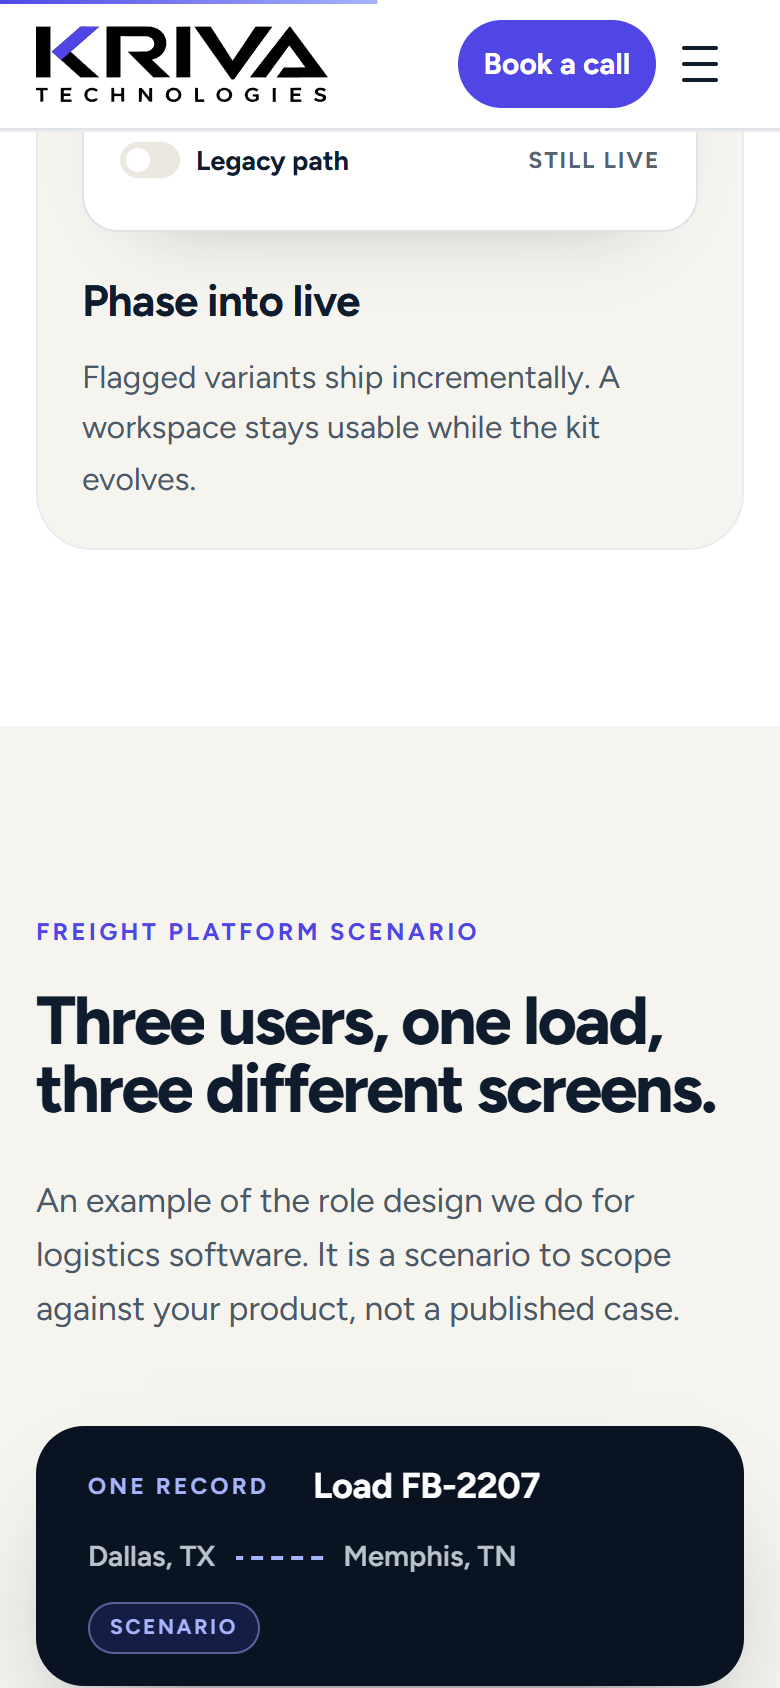 KRIVA
TECHNOLOGIES
Book a call
Legacy path STILL LIVE
Phase into live
Flagged variants ship incrementally. A
workspace stays usable while the kit
evolves.
FREIGHT PLATFORM SCENARIO
Three users, one load,
three different screens.
An example of the role design we do for
logistics software. It is a scenario to scope
against your product, not a published case.
ONE RECORD Load FB-2207
Dallas, TX Memphis, TN
SCENARIO